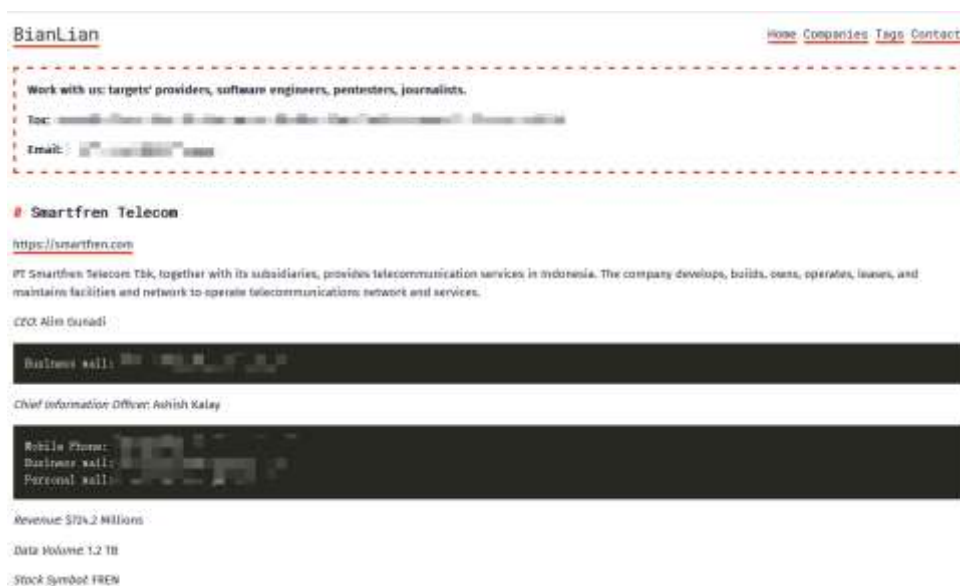 BianLian
Home Companies Tags Contact
Work with us: targets' providers, software engineers, pentesters, journalists.
Tox:
Email:
# Smartfren Telecom
https://smartfren.com
PT Smartfren Telecom Tbk, together with its subsidiaries, provides telecommunication services in Indonesia. The company develops, builds, owns, operates, leases, and
maintains facilities and network to operate telecommunications network and services.
CEO: Alim Gunadi
Business mail:
Chief Information Officer: Ashish Kalay
Mobile Phone:
Business mail:
Personal mail:
Revenue: $724.2 Millions
Data Volume: 1.2 TB
Stock Symbol: FREN